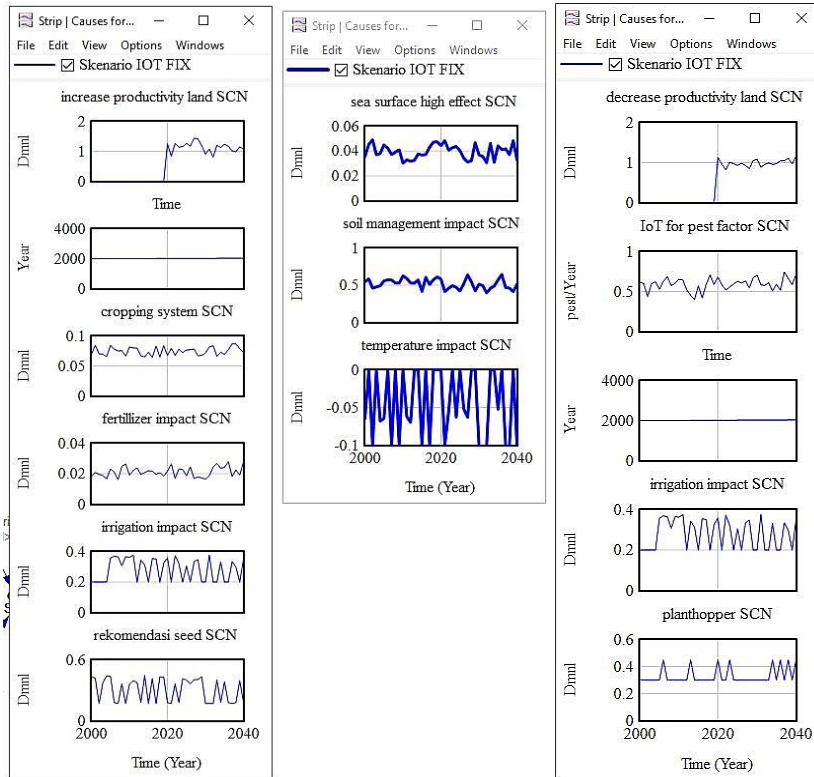 Strip | Causes for...
File Edit View Options Windows
Skenario IOT FIX
increase productivity land SCN
2
1
0
Dmnl
Time
4000
2000
0
Year
cropping system SCN
0.1
0.05
0
Dmnl
fertillizer impact SCN
0.04
0.02
0
Dmnl
irrigation impact SCN
0.4
0.2
0
Dmnl
rekomendasi seed SCN
0.6
0
Dmnl
2000 2020 2040
Time (Year)
Strip | Causes for...
File Edit View Options Windows
Skenario IOT FIX
sea surface high effect SCN
0.06
0.04
0.02
0
Dmnl
soil management impact SCN
1
0.5
0
Dmnl
temperature impact SCN
0
-0.05
-0.1
Dmnl
2000 2020 2040
Time (Year)
Strip | Causes for...
File Edit View Options Windows
Skenario IOT FIX
decrease productivity land SCN
2
1
0
Dmnl
IoT for pest factor SCN
1
0.5
0
pest/Year
Time
4000
2000
0
Year
irrigation impact SCN
0.4
0.2
0
Dmnl
planthopper SCN
0.6
0.4
0.2
0
Dmnl
2000 2020 2040
Time (Year)